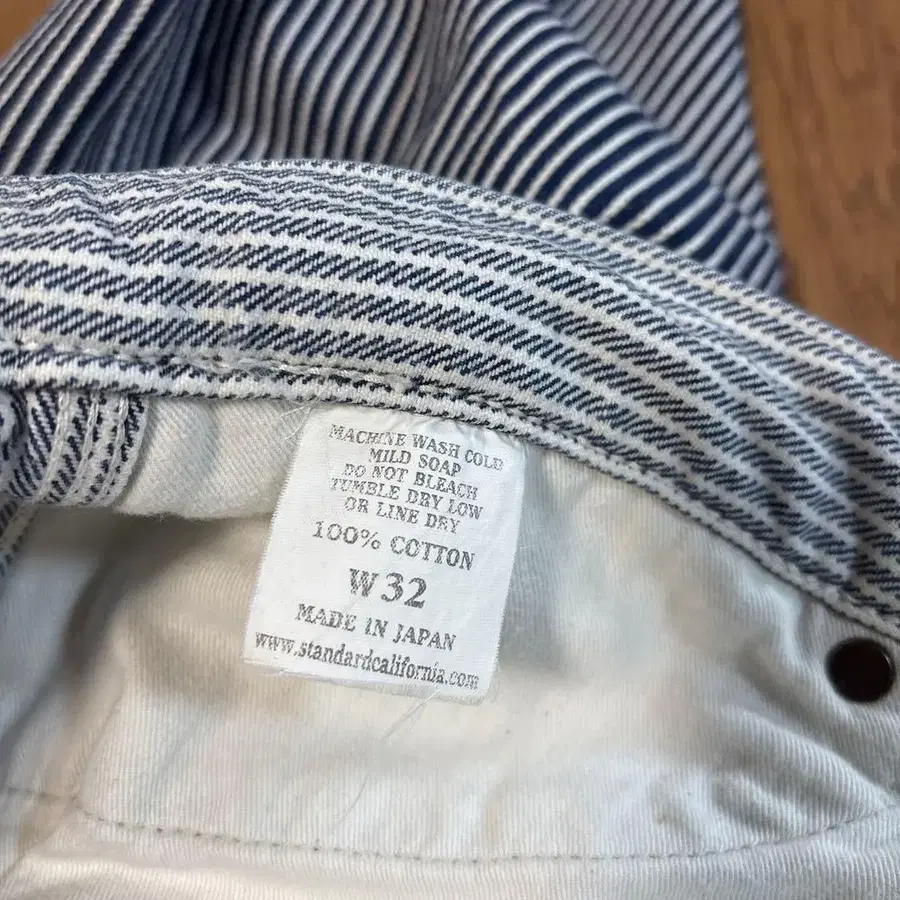 MACHINE WASH COLD
MILD SOAP
DO NOT BLEACH
TUMBLE DRY LOW
OR LINE DRY
100% COTTON
W 32
MADE IN JAPAN
www.standardcalifornia.com